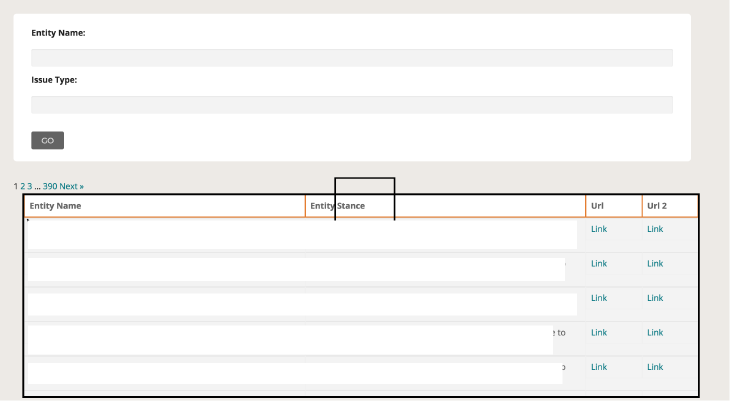 Entity Name:
Issue Type:
GO
1 2 3 ... 390 Next »
Entity Name Entity Stance Url Url 2
Link Link
Link Link
Link Link
to Link Link
Link Link